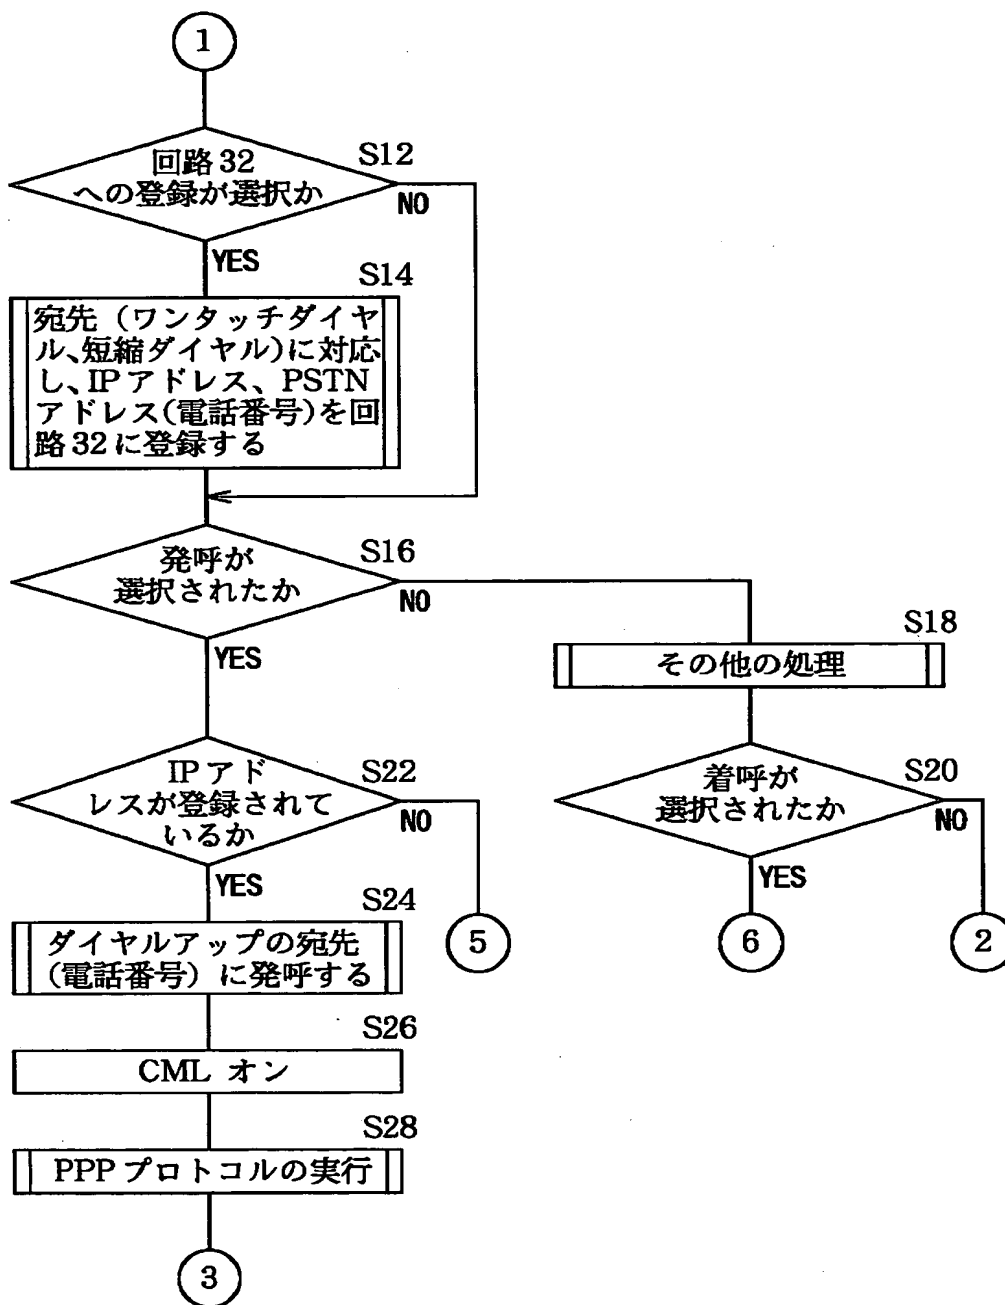 1
回路32
への登録が選択か
S12
NO
YES
S14
宛先（ワンタッチダイヤ
ル、短縮ダイヤル）に対応
し、IPアドレス、PSTN
アドレス（電話番号）を回
路32に登録する
発呼が
選択されたか
S16
NO
YES
S18
その他の処理
IPアド
レスが登録されて
いるか
S22
NO
YES
着呼が
選択されたか
S20
NO
YES
5
6
2
S24
ダイヤルアップの宛先
（電話番号）に発呼する
S26
CML オン
S28
PPPプロトコルの実行
3